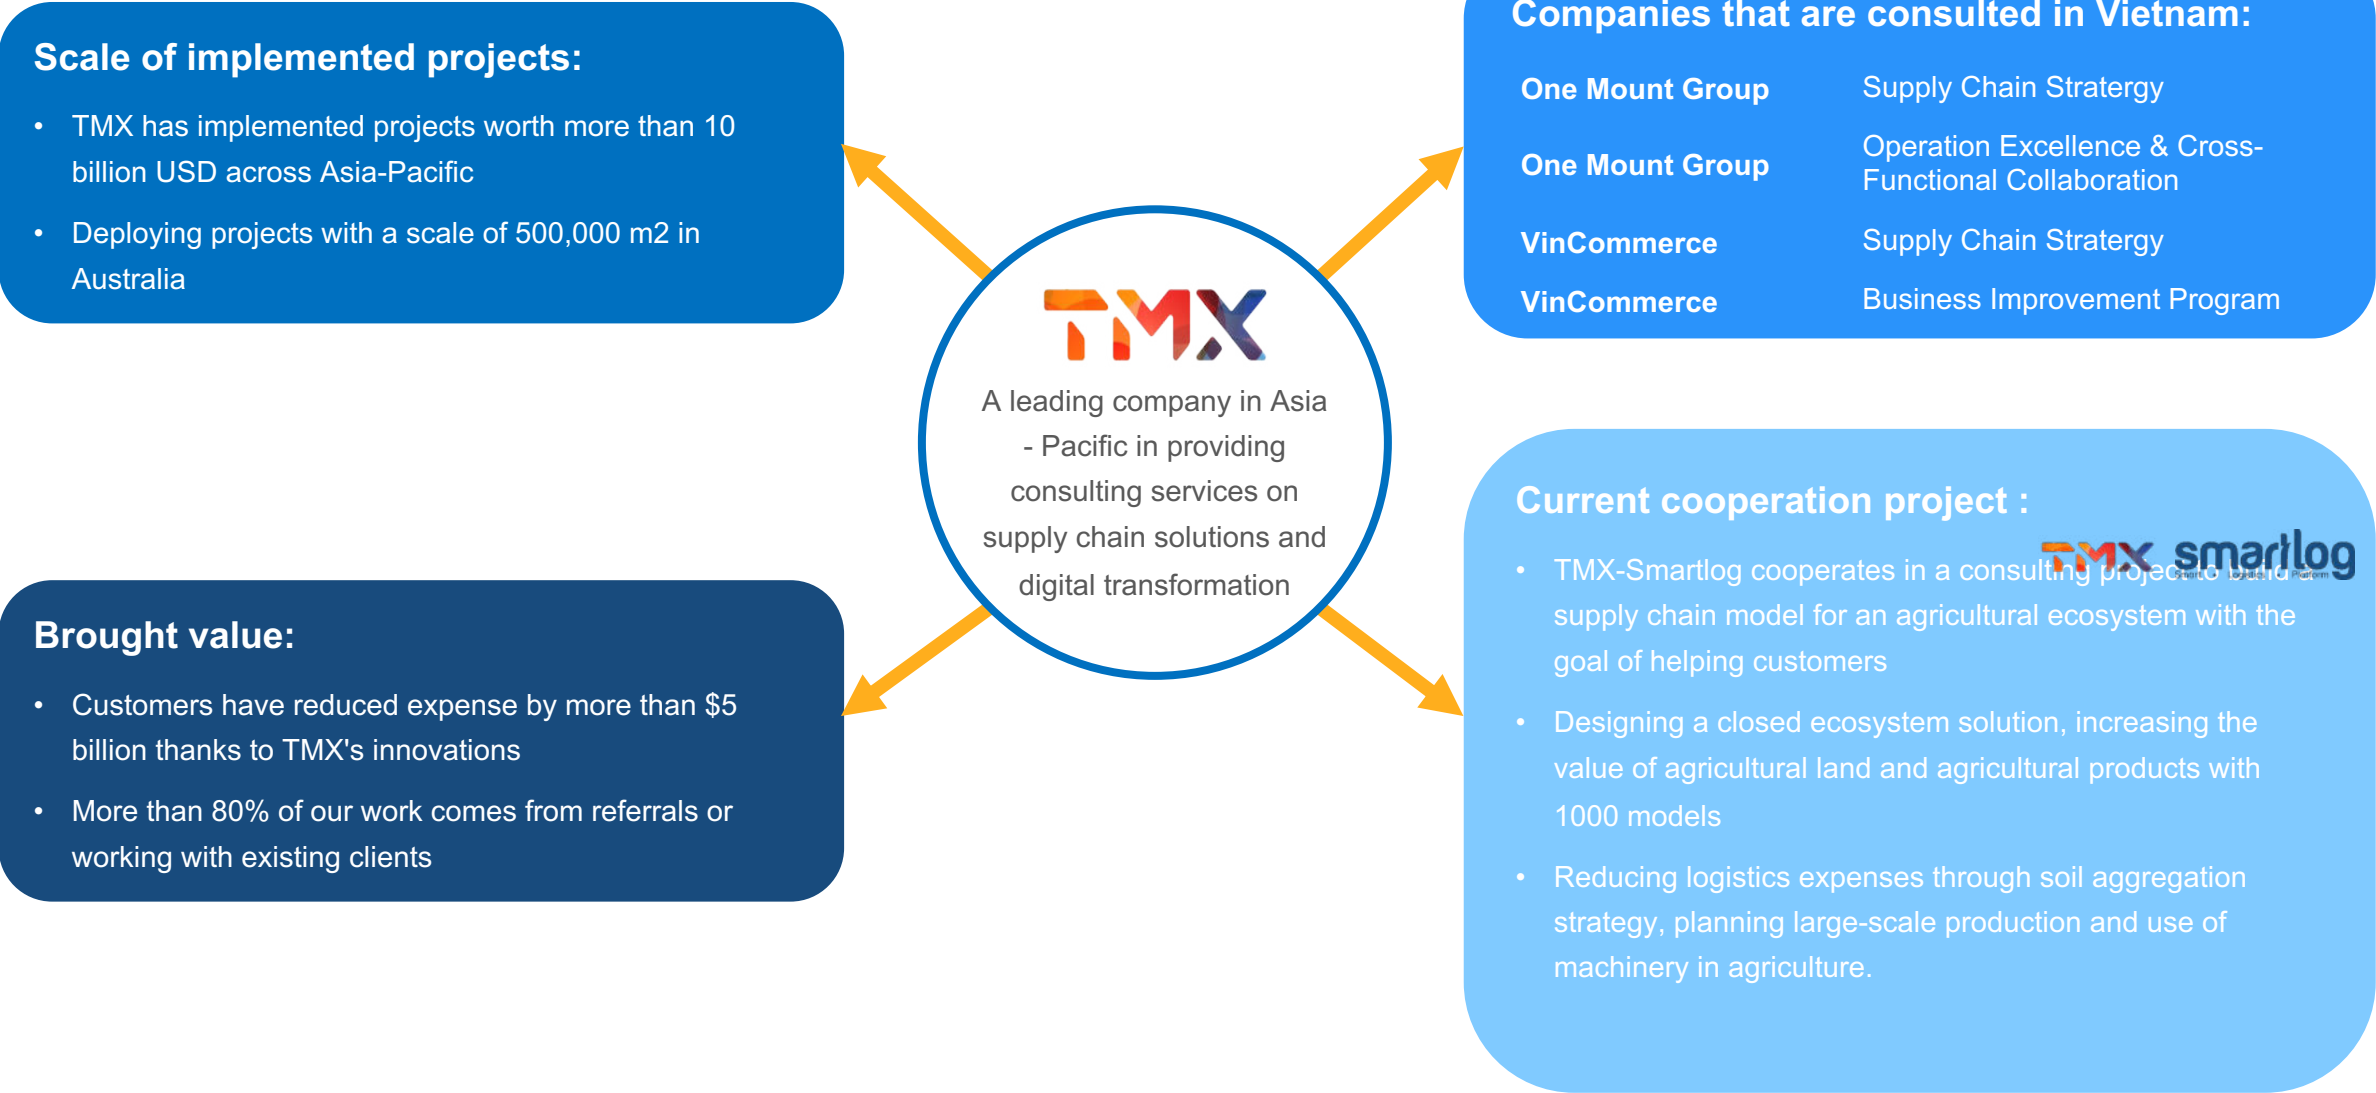 Scale of implemented projects:
• TMX has implemented projects worth more than 10
billion USD across Asia-Pacific
• Deploying projects with a scale of 500,000 m2 in
Australia
Companies that are consulted in Vietnam:
One Mount Group Supply Chain Stratergy
One Mount Group Operation Excellence & Cross-
Functional Collaboration
VinCommerce Supply Chain Stratergy
VinCommerce Business Improvement Program
TMX
A leading company in Asia
- Pacific in providing
consulting services on
supply chain solutions and
digital transformation
Brought value:
• Customers have reduced expense by more than $5
billion thanks to TMX's innovations
• More than 80% of our work comes from referrals or
working with existing clients
Current cooperation project :
TMX smartlog
Smart • Logistics • Platform
• TMX-Smartlog cooperates in a consulting project to build a
supply chain model for an agricultural ecosystem with the
goal of helping customers
• Designing a closed ecosystem solution, increasing the
value of agricultural land and agricultural products with
1000 models
• Reducing logistics expenses through soil aggregation
strategy, planning large-scale production and use of
machinery in agriculture.